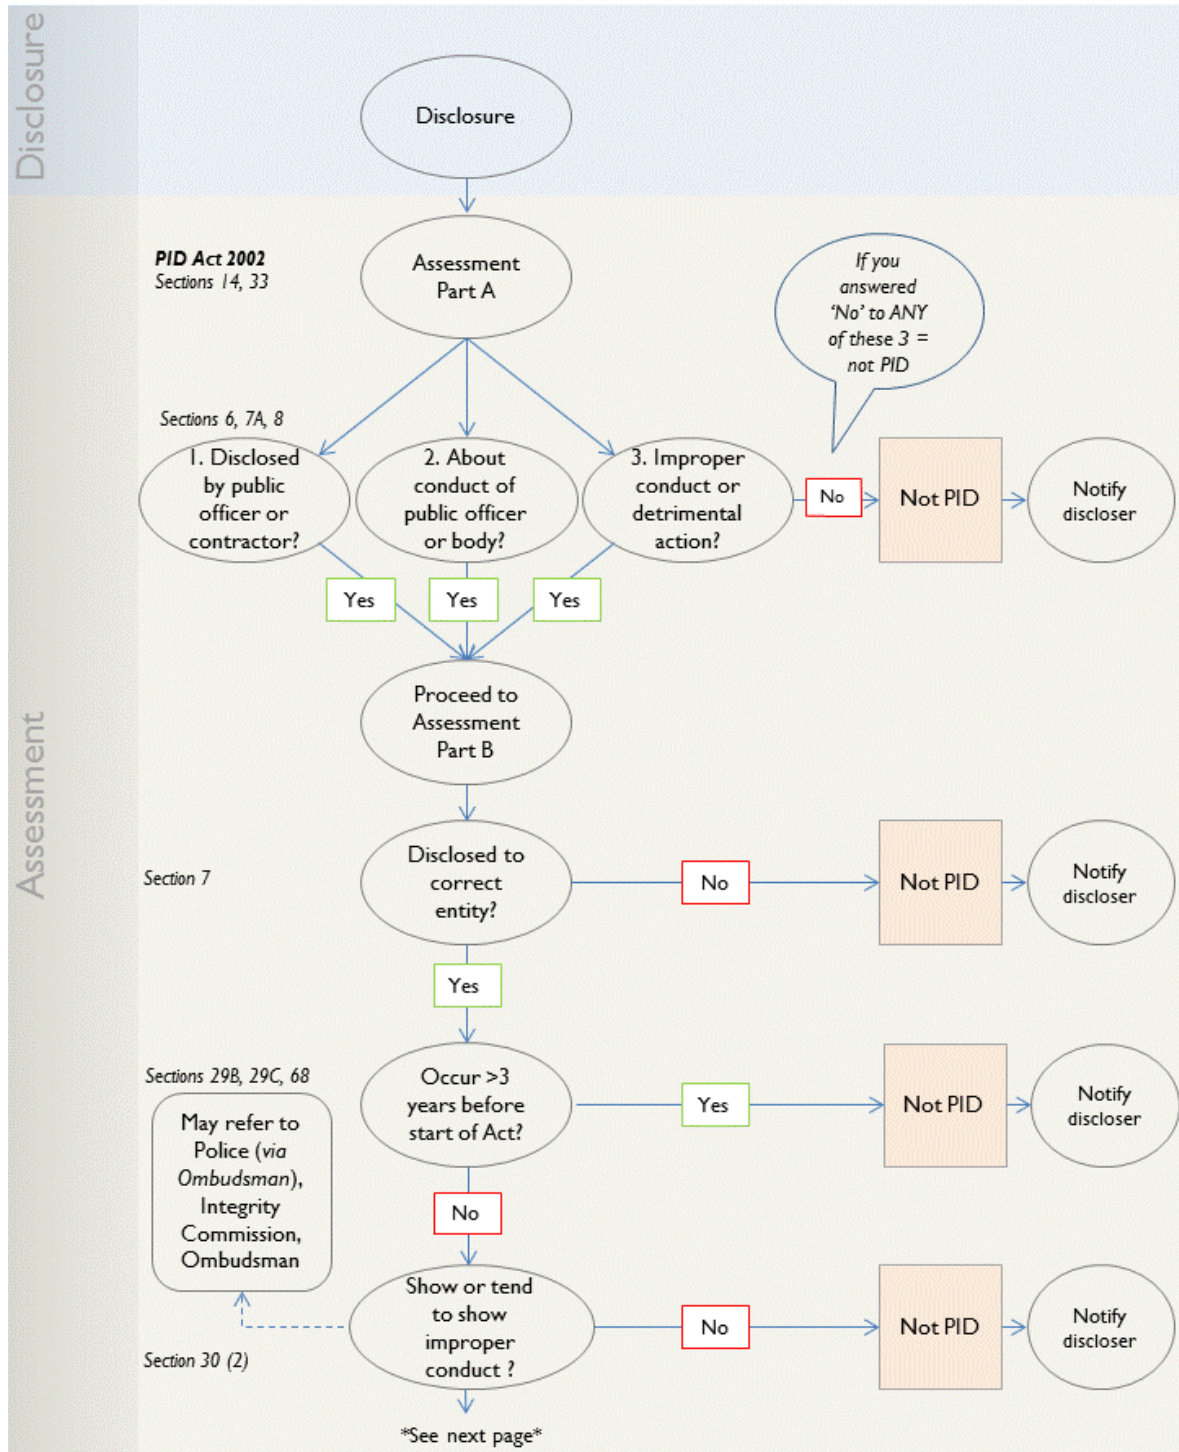 Disclosure
Disclosure
PID Act 2002
Sections 14, 33
Assessment
Part A
If you
answered
‘No’ to ANY
of these 3 =
not PID
Sections 6, 7A, 8
1. Disclosed
by public
officer or
contractor?
2. About
conduct of
public officer
or body?
3. Improper
conduct or
detrimental
action?
No
Not PID
Notify
discloser
Yes
Yes
Yes
Proceed to
Assessment
Part B
Assessment
Section 7
Disclosed to
correct
entity?
No
Not PID
Notify
discloser
Yes
Sections 29B, 29C, 68
Occur >3
years before
start of Act?
Yes
Not PID
Notify
discloser
May refer to
Police (via
Ombudsman),
Integrity
Commission,
Ombudsman
No
Show or tend
to show
improper
conduct ?
No
Not PID
Notify
discloser
Section 30 (2)
*See next page*